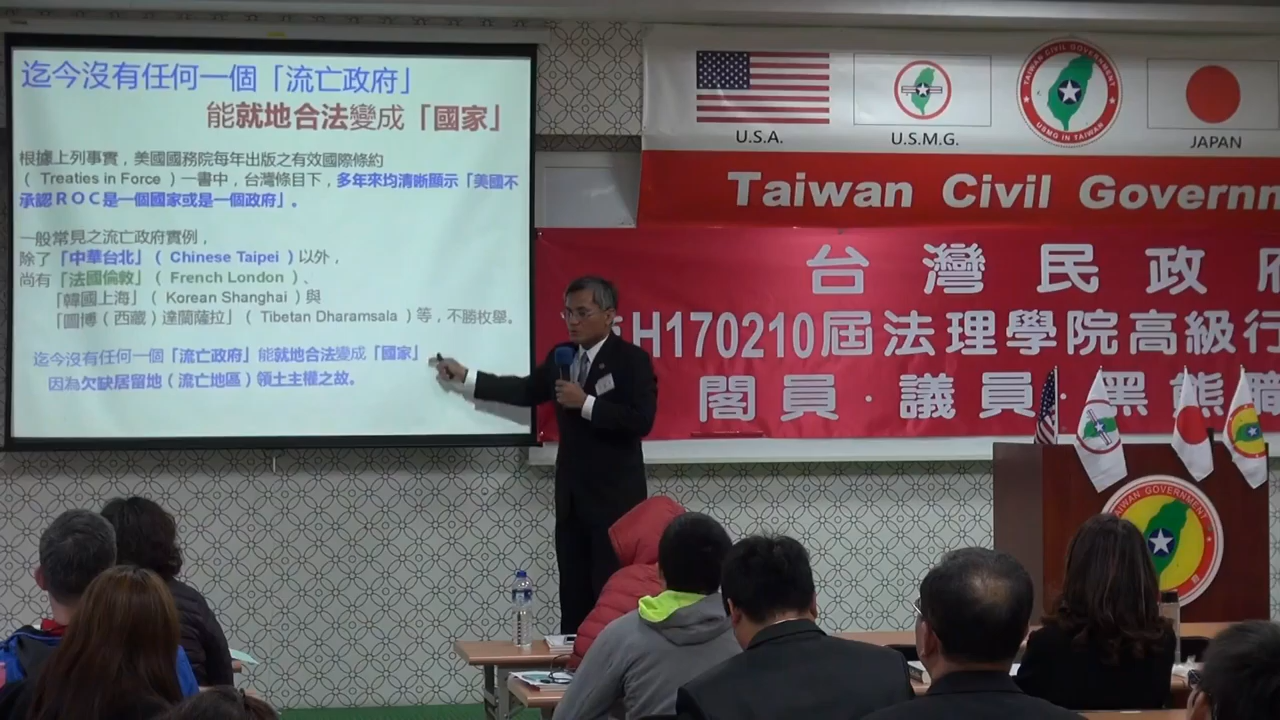 迄今沒有任何一個「流亡政府」
能就地合法變成「國家」
根據上列事實，美國國務院每年出版之有效國際條約
（Treaties in Force）一書中，台灣條目下，多年來均清晰顯示「美國不
承認ＲＯＣ是一個國家或是一個政府」。
一般常見之流亡政府實例，
除了「中華台北」（Chinese Taipei）以外，
尚有「法國倫敦」（French London）、
「韓國上海」（Korean Shanghai）與
「圖博（西藏）達蘭薩拉」（Tibetan Dharamsala）等，不勝枚舉。
迄今沒有任何一個「流亡政府」能就地合法變成「國家」
因為欠缺居留地（流亡地區）領土主權之故。
U.S.A.
U.S.M.G.
TAIWAN CIVIL GOVERNMENT
USMG IN TAIWAN
JAPAN
Taiwan Civil Governm
台灣民政府
H170210屆法理學院高級行
閣員·議員·黑熊職
TAIWAN GOVERNMENT